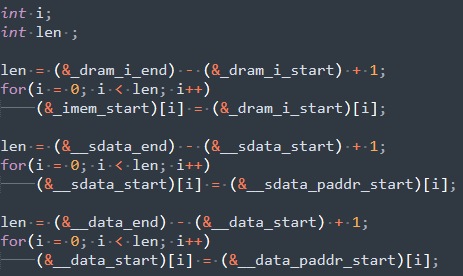 int i;
int len ;
len = (&_dram_i_end) - (&_dram_i_start) + 1;
for(i = 0; i < len; i++)
(&_imem_start)[i] = (&_dram_i_start)[i];
len = (&__sdata_end) - (&__sdata_start) + 1;
for(i = 0; i < len; i++)
(&__sdata_start)[i] = (&__sdata_paddr_start)[i];
len = (&__data_end) - (&__data_start) + 1;
for(i = 0; i < len; i++)
(&__data_start)[i] = (&__data_paddr_start)[i];